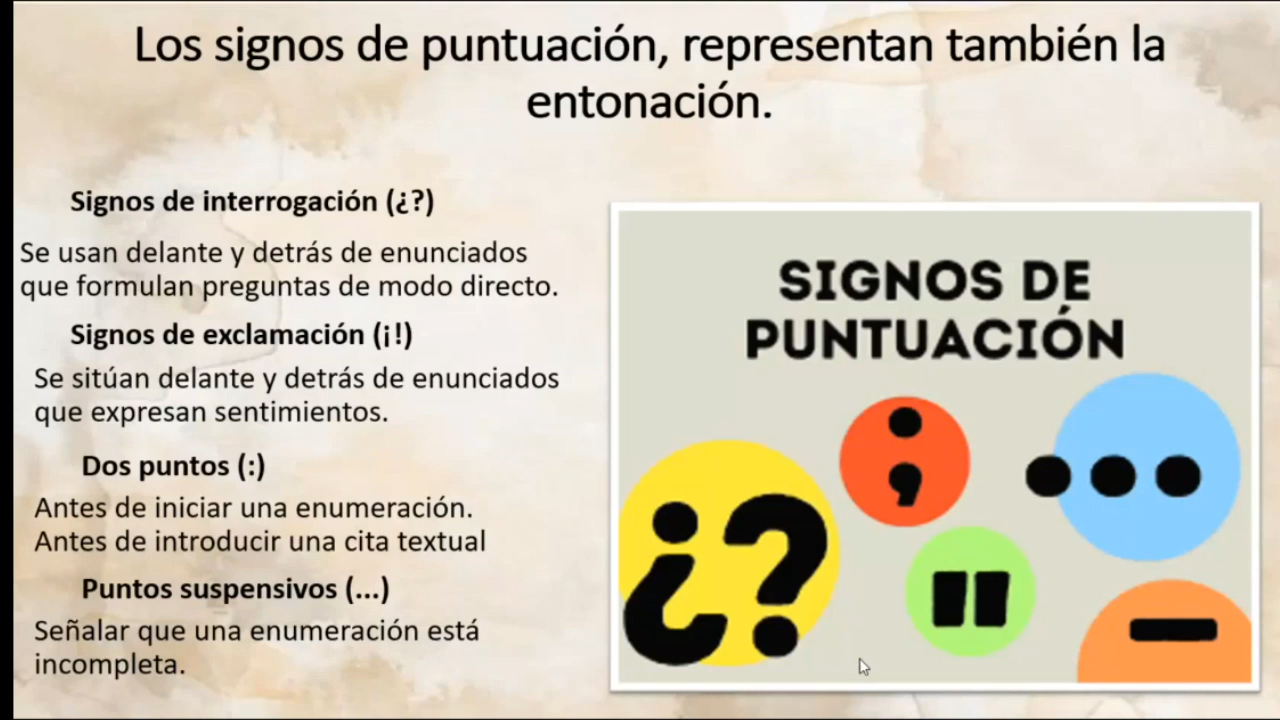 Los signos de puntuación, representan también la
entonación.
Signos de interrogación (¿?)
Se usan delante y detrás de enunciados
que formulan preguntas de modo directo.
Signos de exclamación (¡!)
Se sitúan delante y detrás de enunciados
que expresan sentimientos.
Dos puntos (:)
Antes de iniciar una enumeración.
Antes de introducir una cita textual
Puntos suspensivos (...)
Señalar que una enumeración está
incompleta.
SIGNOS DE
PUNTUACIÓN
;
...
¿?
"
-